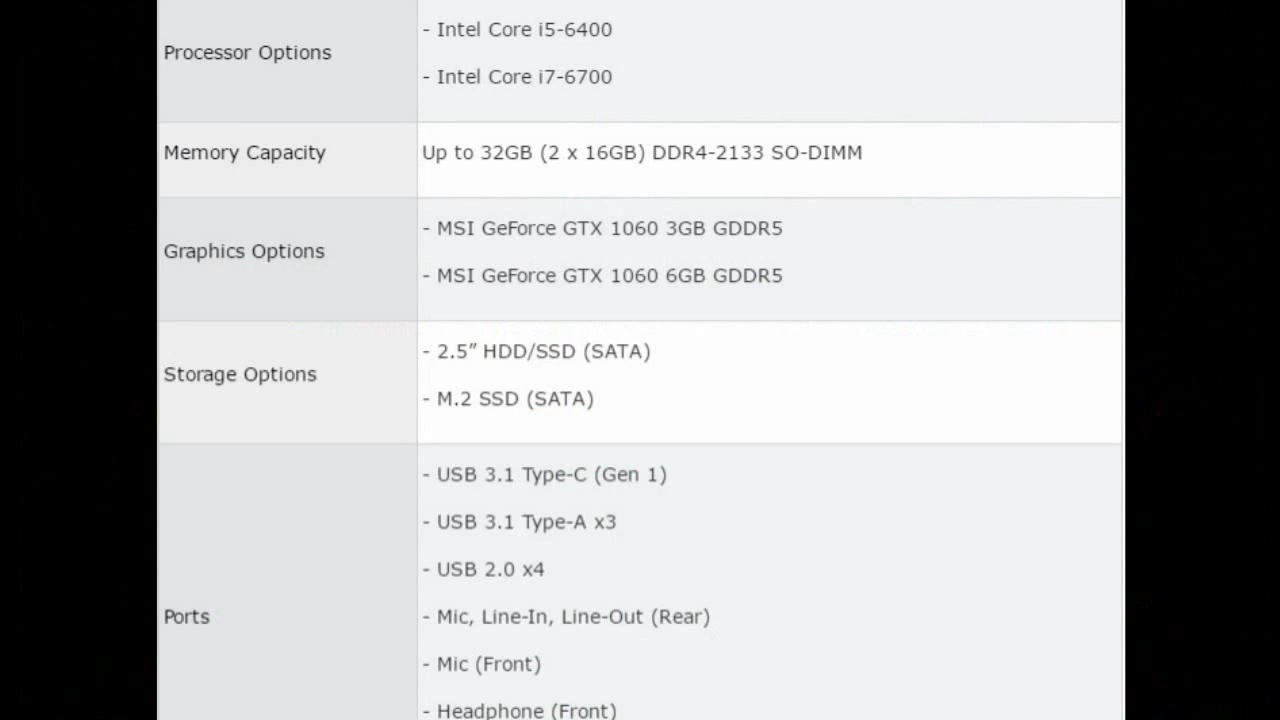 Processor Options
- Intel Core i5-6400
- Intel Core i7-6700
Memory Capacity
Up to 32GB (2 x 16GB) DDR4-2133 SO-DIMM
Graphics Options
- MSI GeForce GTX 1060 3GB GDDR5
- MSI GeForce GTX 1060 6GB GDDR5
Storage Options
- 2.5” HDD/SSD (SATA)
- M.2 SSD (SATA)
Ports
- USB 3.1 Type-C (Gen 1)
- USB 3.1 Type-A x3
- USB 2.0 x4
- Mic, Line-In, Line-Out (Rear)
- Mic (Front)
- Headphone (Front)